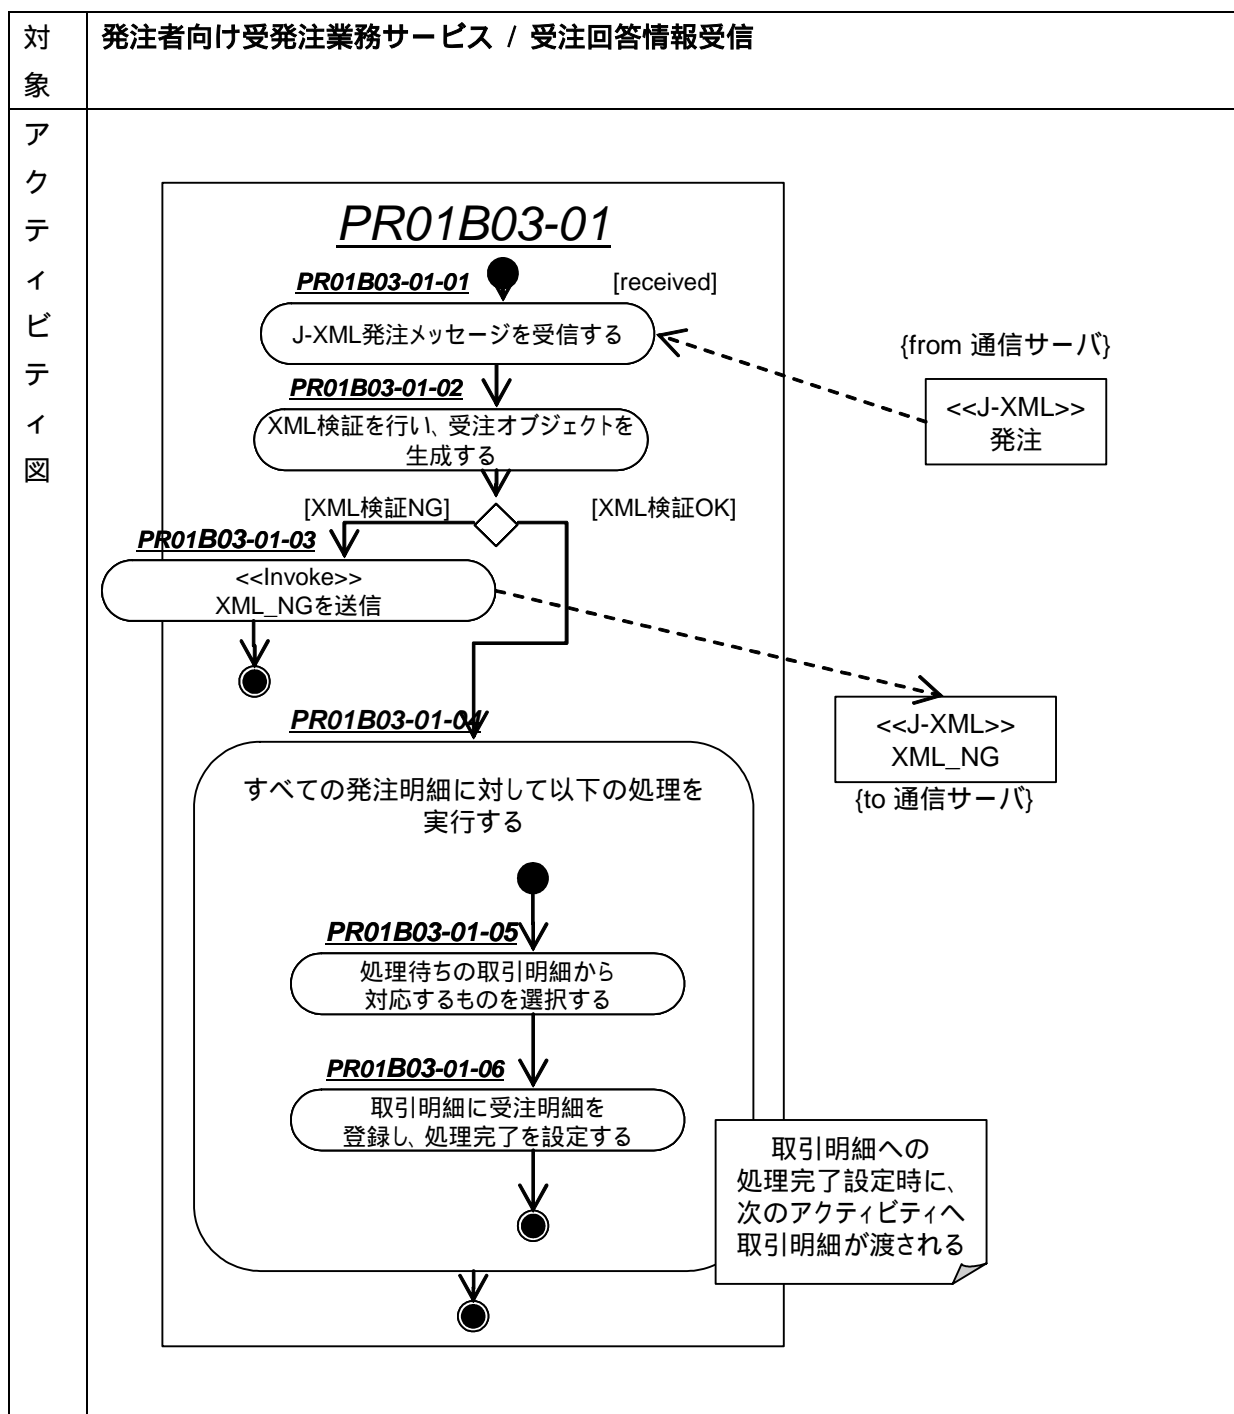 対象
発注者向け受発注業務サービス / 受注回答情報受信
アクティビティ図
PR01B03-01
PR01B03-01-01
[received]
J-XML発注メッセージを受信する
{from 通信サーバ}
PR01B03-01-02
<<J-XML>>
発注
XML検証を行い、受注オブジェクトを
生成する
[XML検証NG]
[XML検証OK]
PR01B03-01-03
<<Invoke>>
XML_NGを送信
PR01B03-01-04
<<J-XML>>
XML_NG
{to 通信サーバ}
すべての発注明細に対して以下の処理を
実行する
PR01B03-01-05
処理待ちの取引明細から
対応するものを選択する
PR01B03-01-06
取引明細に受注明細を
登録し、処理完了を設定する
取引明細への
処理完了設定時に、
次のアクティビティへ
取引明細が渡される